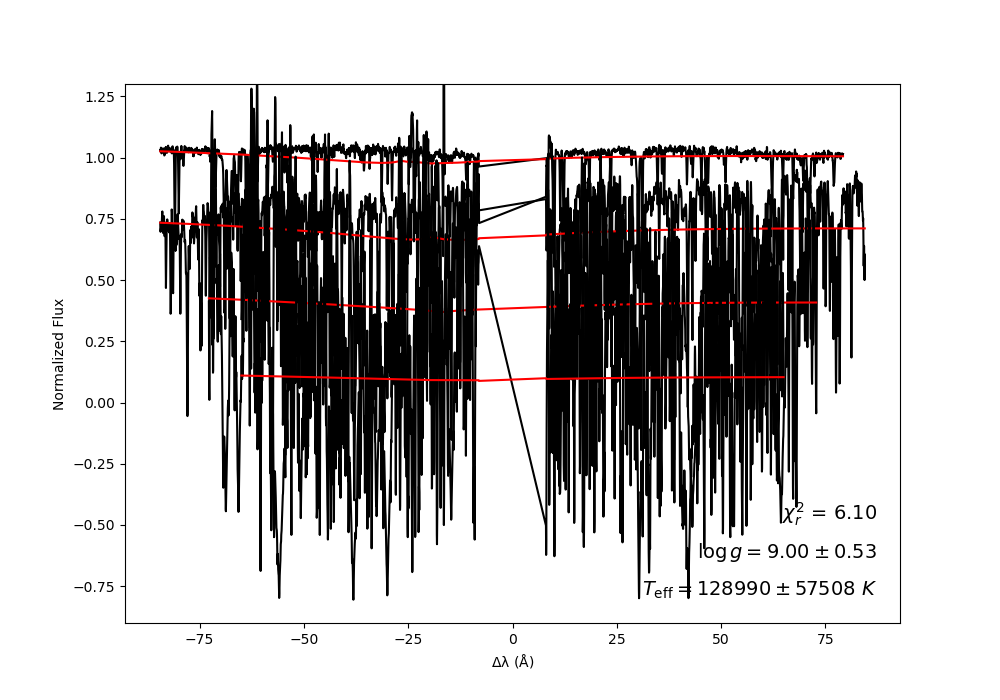 1.25
1.00
0.75
0.50
0.25
0.00
−0.25
−0.50
−0.75
Normalized Flux
χ²ᵣ = 6.10
log g = 9.00 ± 0.53
T_eff = 128990 ± 57508 K
−75 −50 −25 0 25 50 75
Δλ (Å)